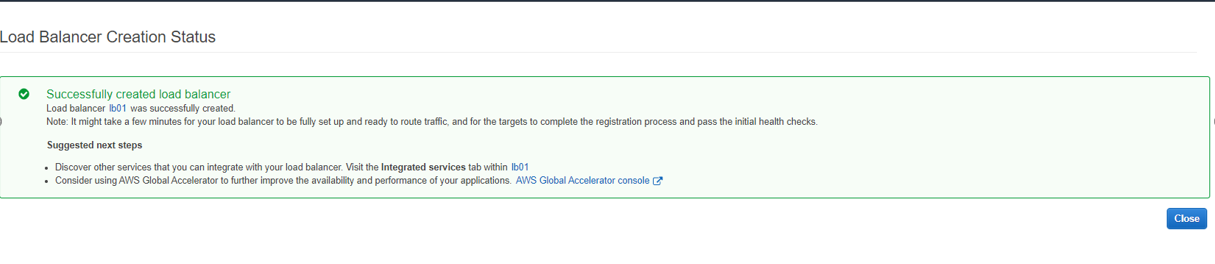 Load Balancer Creation Status
Successfully created load balancer
Load balancer lb01 was successfully created.
Note: It might take a few minutes for your load balancer to be fully set up and ready to route traffic, and for the targets to complete the registration process and pass the initial health checks.
Suggested next steps
• Discover other services that you can integrate with your load balancer. Visit the Integrated services tab within lb01
• Consider using AWS Global Accelerator to further improve the availability and performance of your applications. AWS Global Accelerator console
Close